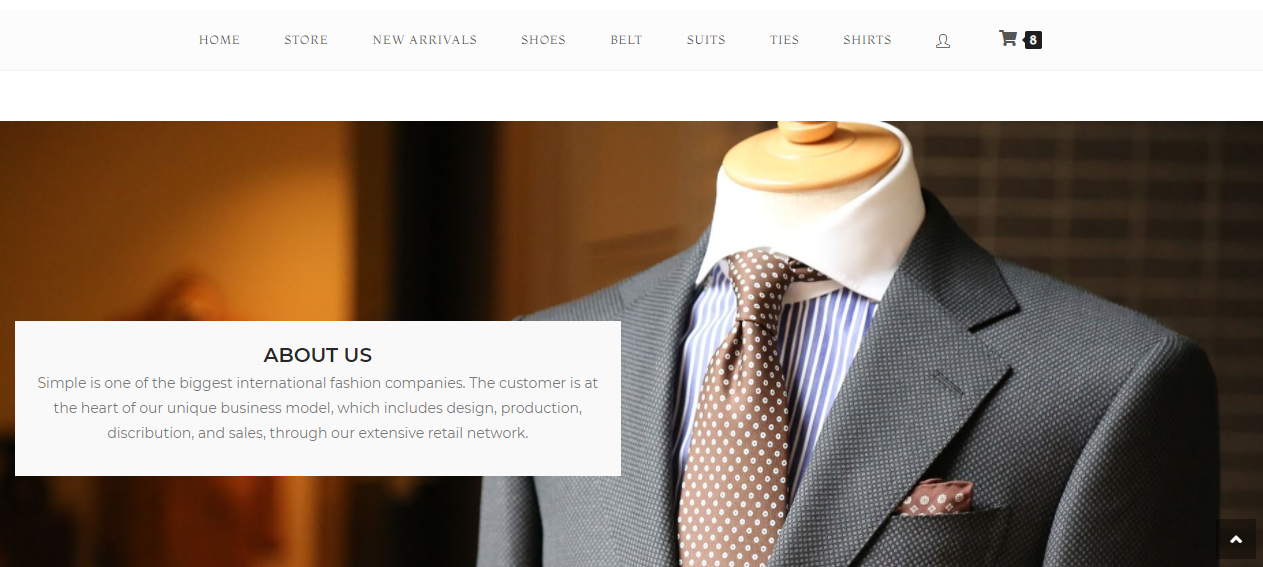 HOME STORE NEW ARRIVALS SHOES BELT SUITS TIES SHIRTS 8
ABOUT US
Simple is one of the biggest international fashion companies. The customer is at
the heart of our unique business model, which includes design, production,
discribution, and sales, through our extensive retail network.